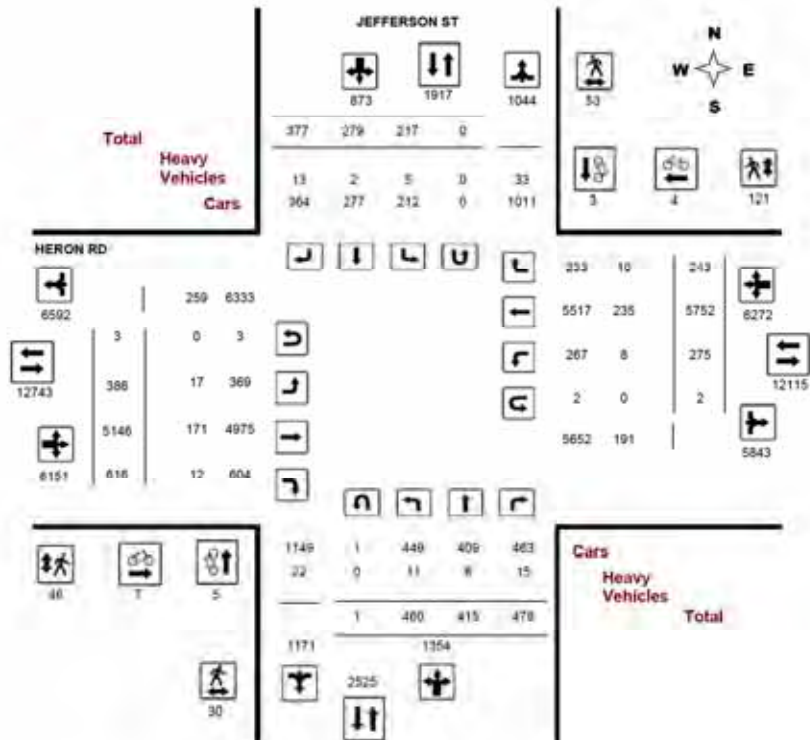 JEFFERSON ST
N
W E
S
873 1917 1044 53
377 279 217 0
Total
Heavy
Vehicles
Cars
13 2 5 0 33
364 277 212 0 1011
3 4 121
HERON RD
6592
259 6333
3 0 3
12743
386 17 369
5146 171 4975
6151
616 12 604
233 10 243
6272
5517 235 5752
267 8 275
12115
2 0 2
5652 191
5843
1149 1 449 409 463
22 0 11 6 15
1 460 415 478
1171 1354
2525
46 7 5
30
Cars
Heavy
Vehicles
Total